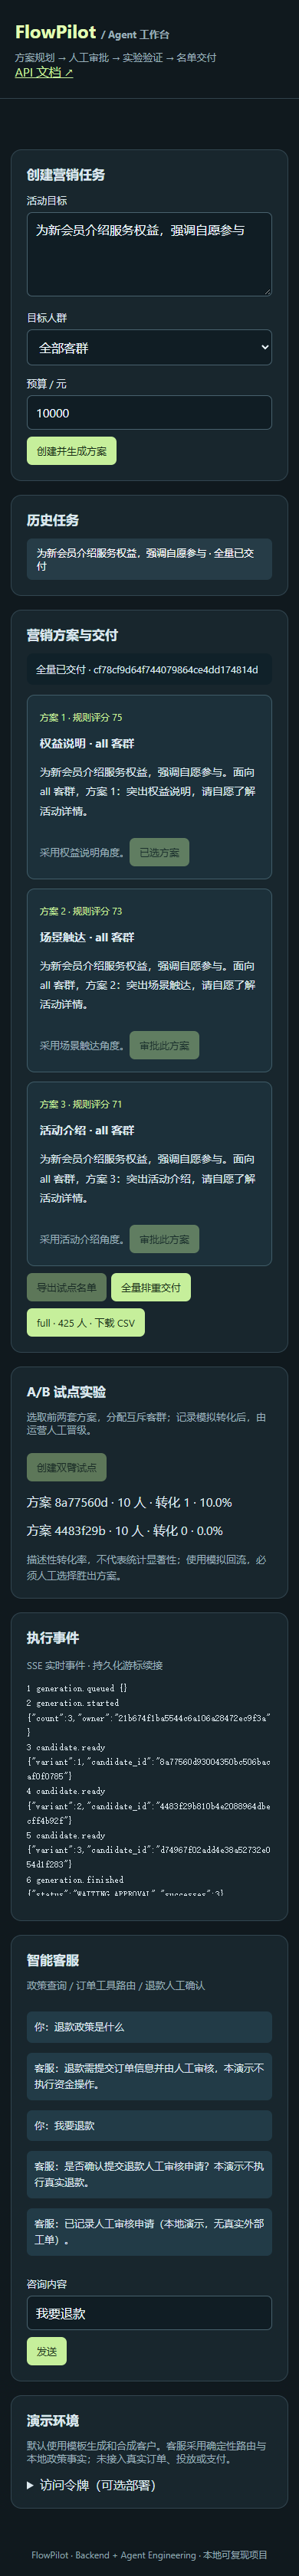 FlowPilot / Agent 工作台
方案规划 → 人工审批 → 实验验证 → 名单交付
API 文档 ↗
创建营销任务
活动目标
为新会员介绍服务权益，强调自愿参与
目标人群
全部客群
预算 / 元
10000
创建并生成方案
历史任务
为新会员介绍服务权益，强调自愿参与 · 全量已交
付
营销方案与交付
全量已交付 · cf78cf9d64f744079864ce4dd174814d
方案 1 · 规则评分 75
权益说明 · all 客群
为新会员介绍服务权益，强调自愿参与。面向
all 客群，方案 1：突出权益说明，请自愿了解
活动详情。
采用权益说明角度。 已选方案
方案 2 · 规则评分 73
场景触达 · all 客群
为新会员介绍服务权益，强调自愿参与。面向
all 客群，方案 2：突出场景触达，请自愿了解
活动详情。
采用场景触达角度。 审批此方案
方案 3 · 规则评分 71
活动介绍 · all 客群
为新会员介绍服务权益，强调自愿参与。面向
all 客群，方案 3：突出活动介绍，请自愿了解
活动详情。
采用活动介绍角度。 审批此方案
导出试点名单 全量排重交付
full · 425 人 · 下载 CSV
A/B 试点实验
选取前两套方案，分配互斥客群；记录模拟转化后，由
运营人工晋级。
创建双臂试点
方案 8a77560d · 10 人 · 转化 1 · 10.0%
方案 4483f29b · 10 人 · 转化 0 · 0.0%
描述性转化率，不代表统计显著性；使用模拟回流，必
须人工选择胜出方案。
执行事件
SSE 实时事件 · 持久化游标续接
1 generation.queued {}
2 generation.started
{"count":3,"owner":"21b674f1ba5544c6a106a28472ec9f3a"
}
3 candidate.ready
{"variant":1,"candidate_id":"8a77560d93004350bc506bac
af0f0785"}
4 candidate.ready
{"variant":2,"candidate_id":"4483f29b810b4e2088964dbe
cff4b92f"}
5 candidate.ready
{"variant":3,"candidate_id":"d74967f02add4e38a52732e0
54d1f283"}
6 generation.finished
{"status":"WAITING_APPROVAL","successes":3}
智能客服
政策查询 / 订单工具路由 / 退款人工确认
你：退款政策是什么
客服：退款需提交订单信息并由人工审核，本演示不
执行资金操作。
你：我要退款
客服：是否确认提交退款人工审核申请？本演示不执
行真实退款。
客服：已记录人工审核申请（本地演示，无真实外部
工单）。
咨询内容
我要退款
发送
演示环境
默认使用模板生成和合成客户。客服采用确定性路由与
本地政策事实；未接入真实订单、投放或支付。
▶ 访问令牌（可选部署）
FlowPilot · Backend + Agent Engineering · 本地可复现项目